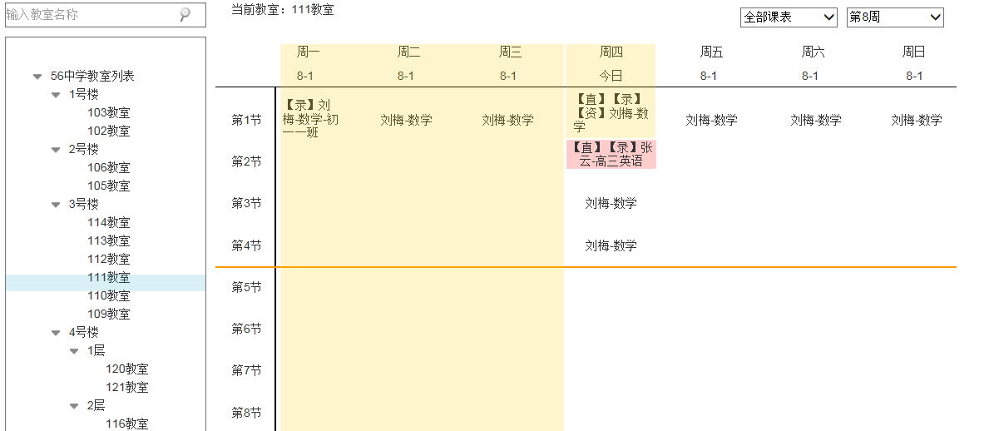 输入教室名称
56中学教室列表
1号楼
103教室
102教室
2号楼
106教室
105教室
3号楼
114教室
113教室
112教室
111教室
110教室
109教室
4号楼
1层
120教室
121教室
2层
116教室
当前教室：111教室
全部课表 第8周
周一 周二 周三 周四 周五 周六 周日
8-1 8-1 8-1 今日 8-1 8-1 8-1
第1节
【录】刘
梅-数学-初
一一班
刘梅-数学
刘梅-数学
【直】【录】
【资】刘梅-数
学
刘梅-数学
刘梅-数学
刘梅-数学
第2节
【直】【录】张
云-高三英语
第3节 刘梅-数学
第4节 刘梅-数学
第5节
第6节
第7节
第8节